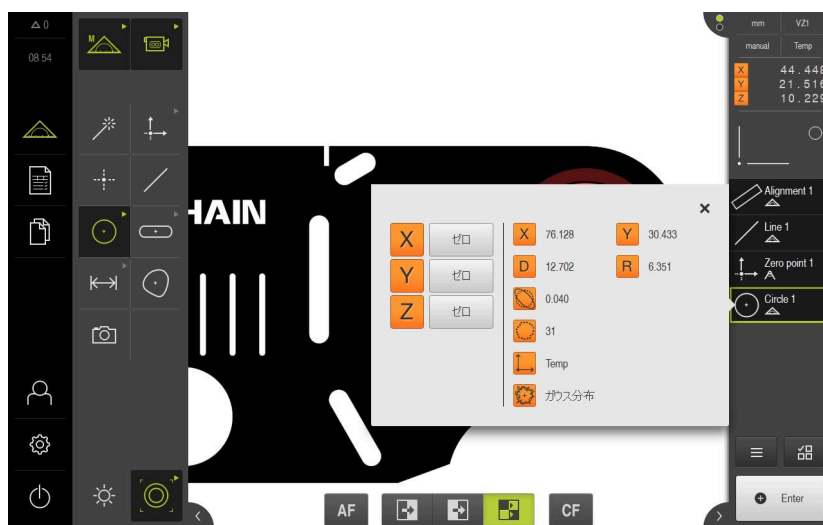 0
08 54
M
HAIN
X ゼロ
Y ゼロ
Z ゼロ
X 76.128
Y 30.433
D 12.702
R 6.351
0.040
31
Temp
ガウス分布
AF
CF
mm VZ1
manual Temp
X 44.448
Y 21.516
Z 10.229
Alignment 1
Line 1
Zero point 1
Circle 1
Enter